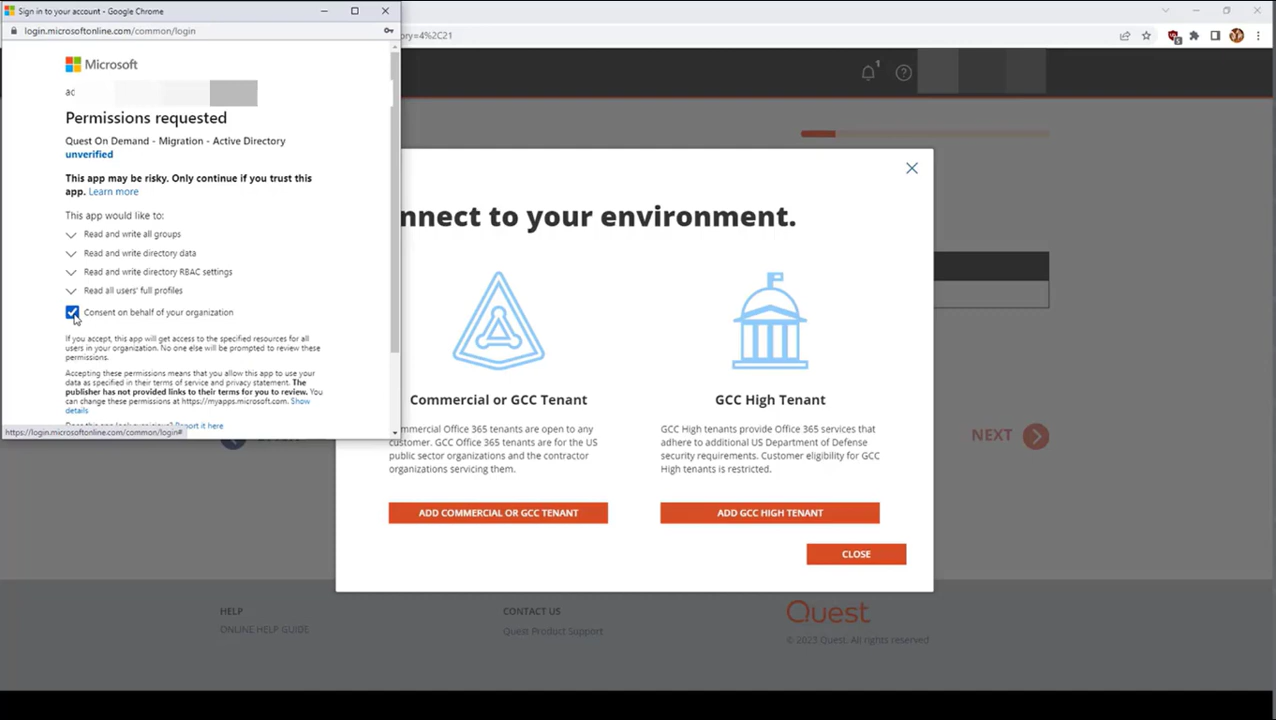 Sign in to your account - Google Chrome
login.microsoftonline.com/common/login
Microsoft
ac
Permissions requested
Quest On Demand - Migration - Active Directory
unverified
This app may be risky. Only continue if you trust this
app. Learn more
This app would like to:
Read and write all groups
Read and write directory data
Read and write directory RBAC settings
Read all users' full profiles
Consent on behalf of your organization
If you accept, this app will get access to the specified resources for all
users in your organization. No one else will be prompted to review these
permissions.
Accepting these permissions means that you allow this app to use your
data as specified in their terms of service and privacy statement. The
publisher has not provided links to their terms for you to review. You
can change these permissions at https://myapps.microsoft.com. Show
details
Report it here
https://login.microsoftonline.com/common/login#
ory=4%2C21
1
?
5
nnect to your environment.
Commercial or GCC Tenant
mmercial Office 365 tenants are open to any
customer. GCC Office 365 tenants are for the US
public sector organizations and the contractor
organizations servicing them.
ADD COMMERCIAL OR GCC TENANT
GCC High Tenant
GCC High tenants provide Office 365 services that
adhere to additional US Department of Defense
security requirements. Customer eligibility for GCC
High tenants is restricted.
ADD GCC HIGH TENANT
CLOSE
NEXT
HELP
ONLINE HELP GUIDE
CONTACT US
Quest Product Support
Quest
© 2023 Quest. All rights reserved